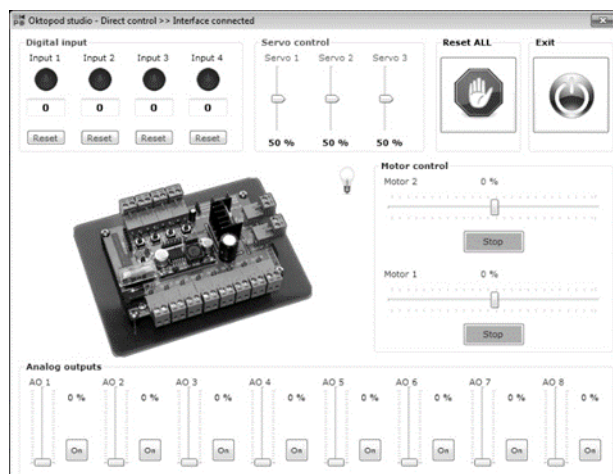 Oktopod studio - Direct control >> Interface connected
Digital input
Input 1 Input 2 Input 3 Input 4
0 0 0 0
Reset Reset Reset Reset
Servo control
Servo 1 Servo 2 Servo 3
50 % 50 % 50 %
Reset ALL
Exit
Motor control
Motor 2 0 %
Stop
Motor 1 0 %
Stop
Analog outputs
AO 1 AO 2 AO 3 AO 4 AO 5 AO 6 AO 7 AO 8
0 % 0 % 0 % 0 % 0 % 0 % 0 % 0 %
On On On On On On On On